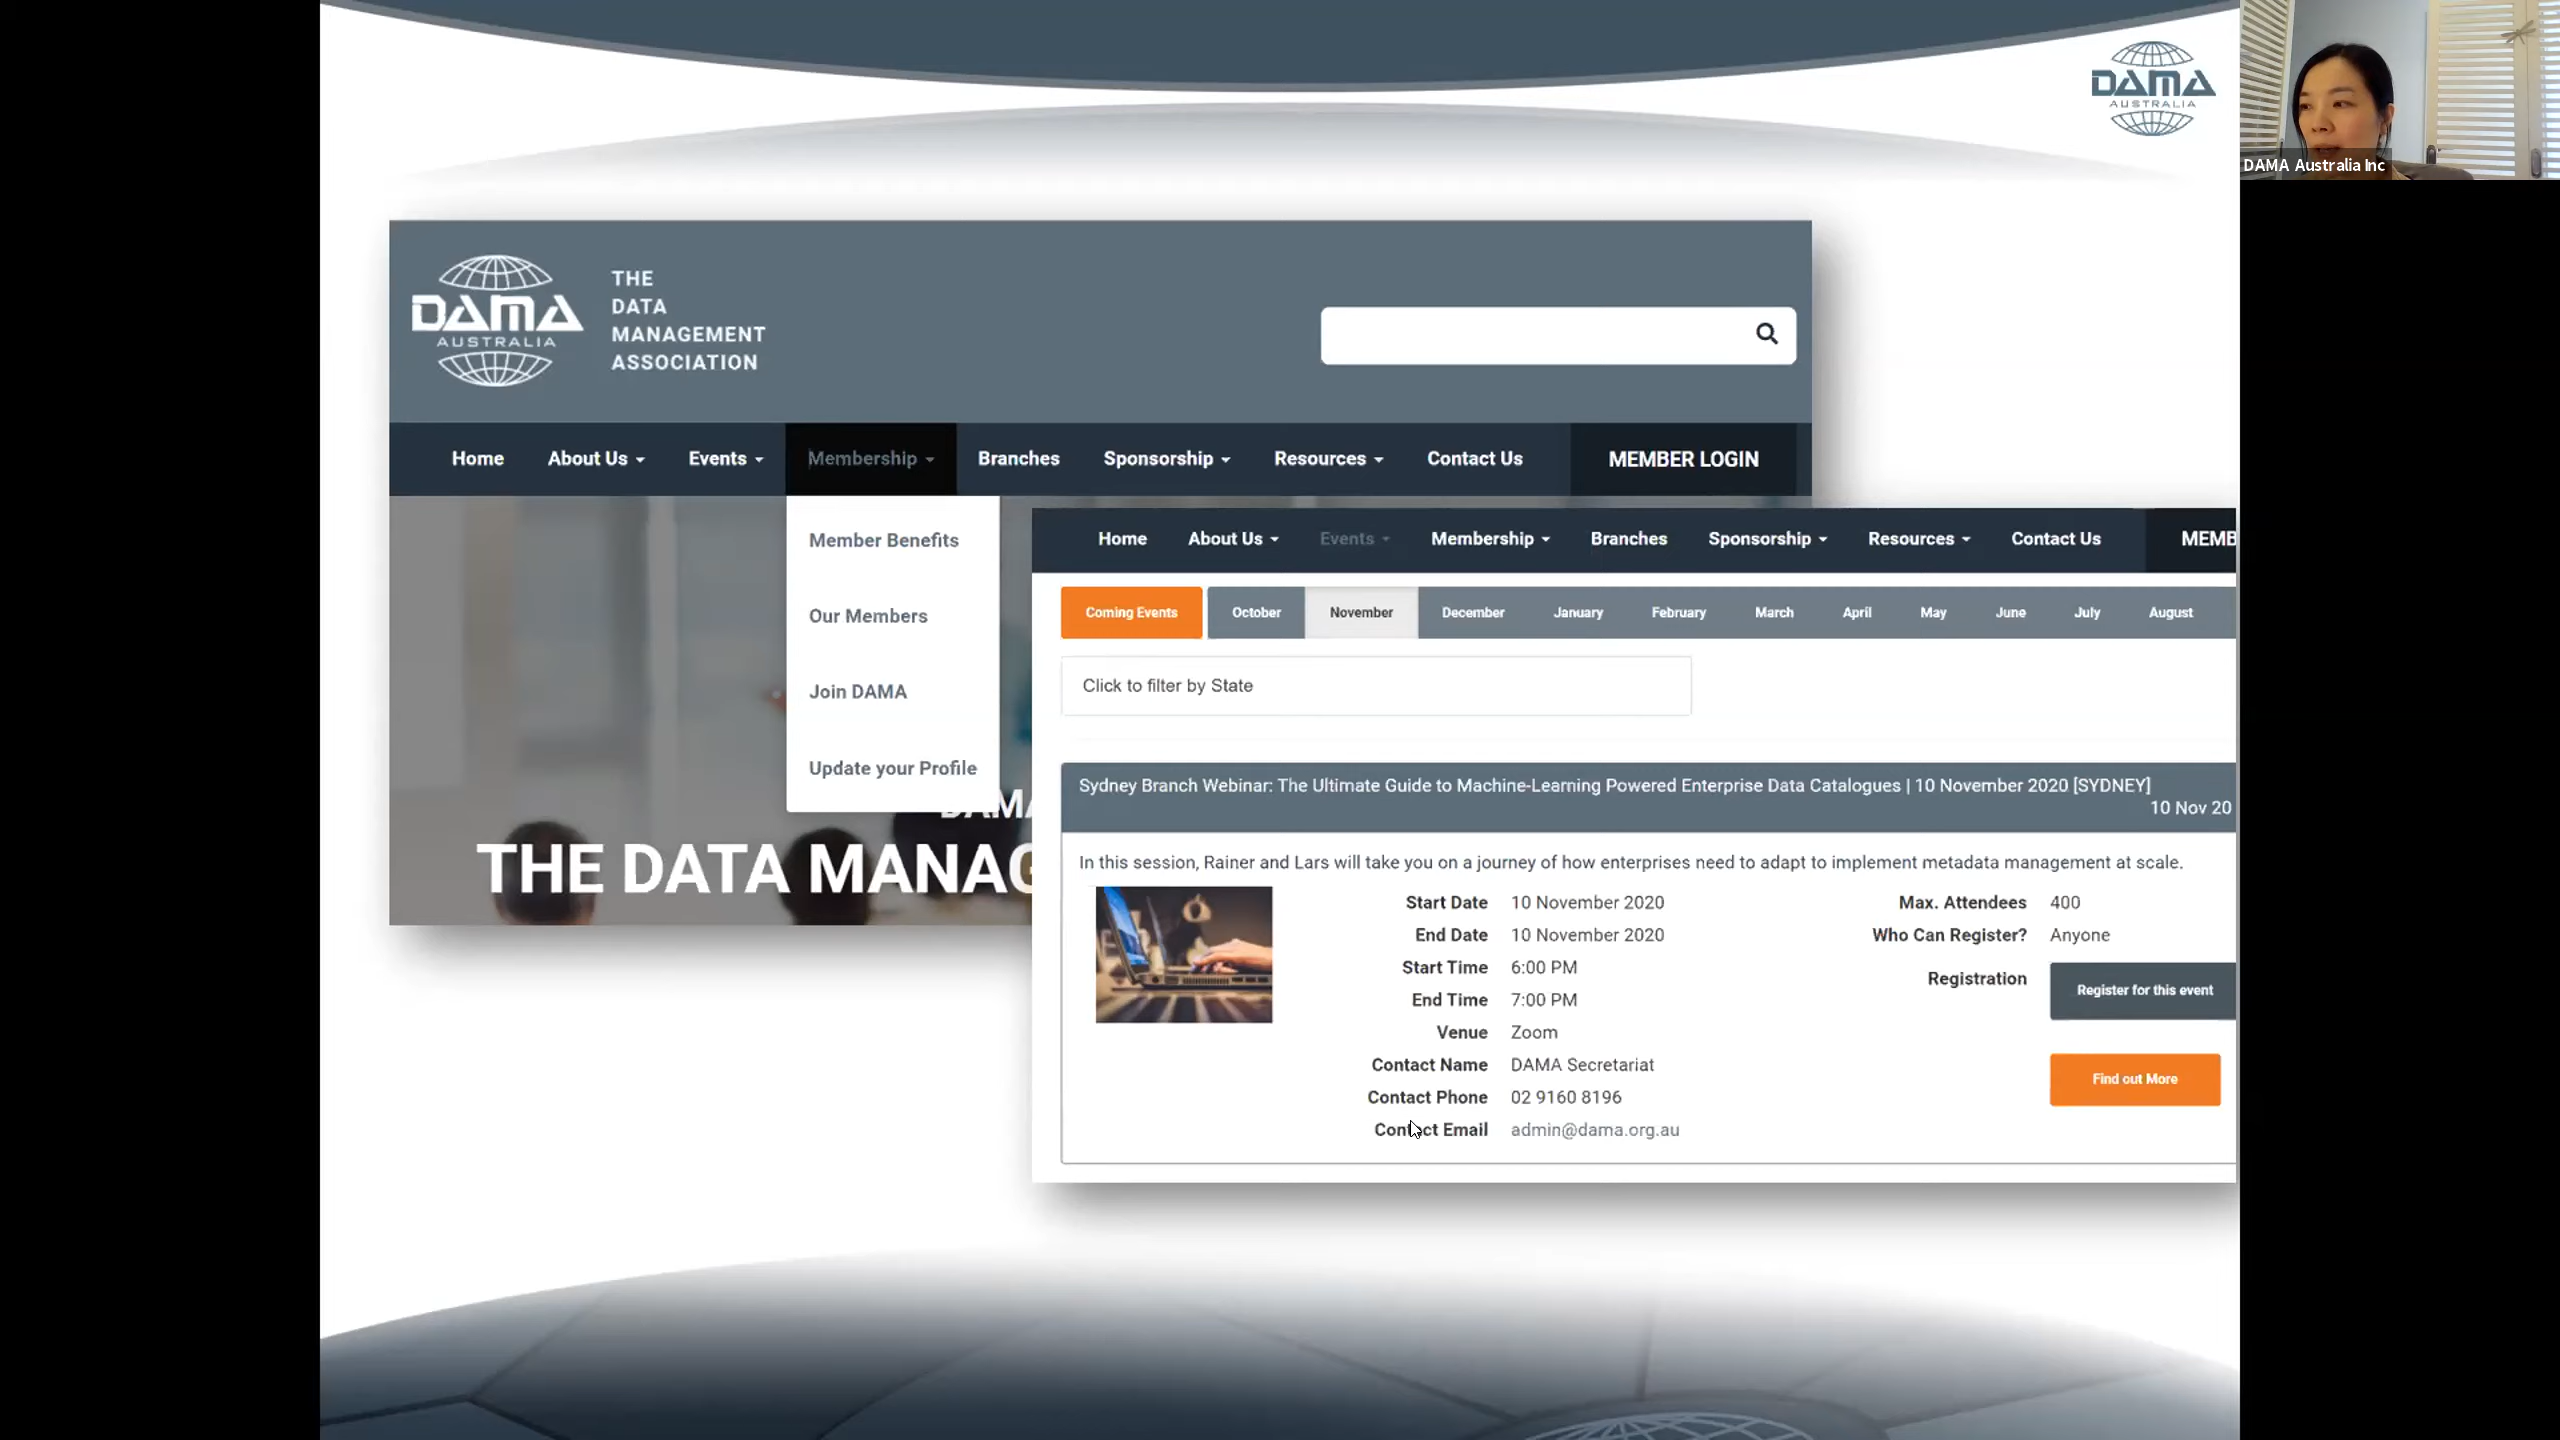 DAMA
AUSTRALIA
DAMA Australia Inc
DAMA
AUSTRALIA
THE
DATA
MANAGEMENT
ASSOCIATION
Home About Us Events Membership Branches Sponsorship Resources Contact Us MEMBER LOGIN
Member Benefits
Our Members
Join DAMA
Update your Profile
DAMA
THE DATA MANAG
Home About Us Events Membership Branches Sponsorship Resources Contact Us MEMB
Coming Events October November December January February March April May June July August
Click to filter by State
Sydney Branch Webinar: The Ultimate Guide to Machine-Learning Powered Enterprise Data Catalogues | 10 November 2020 [SYDNEY]
10 Nov 20
In this session, Rainer and Lars will take you on a journey of how enterprises need to adapt to implement metadata management at scale.
Start Date 10 November 2020
End Date 10 November 2020
Start Time 6:00 PM
End Time 7:00 PM
Venue Zoom
Contact Name DAMA Secretariat
Contact Phone 02 9160 8196
Contact Email admin@dama.org.au
Max. Attendees 400
Who Can Register? Anyone
Registration Register for this event
Find out More